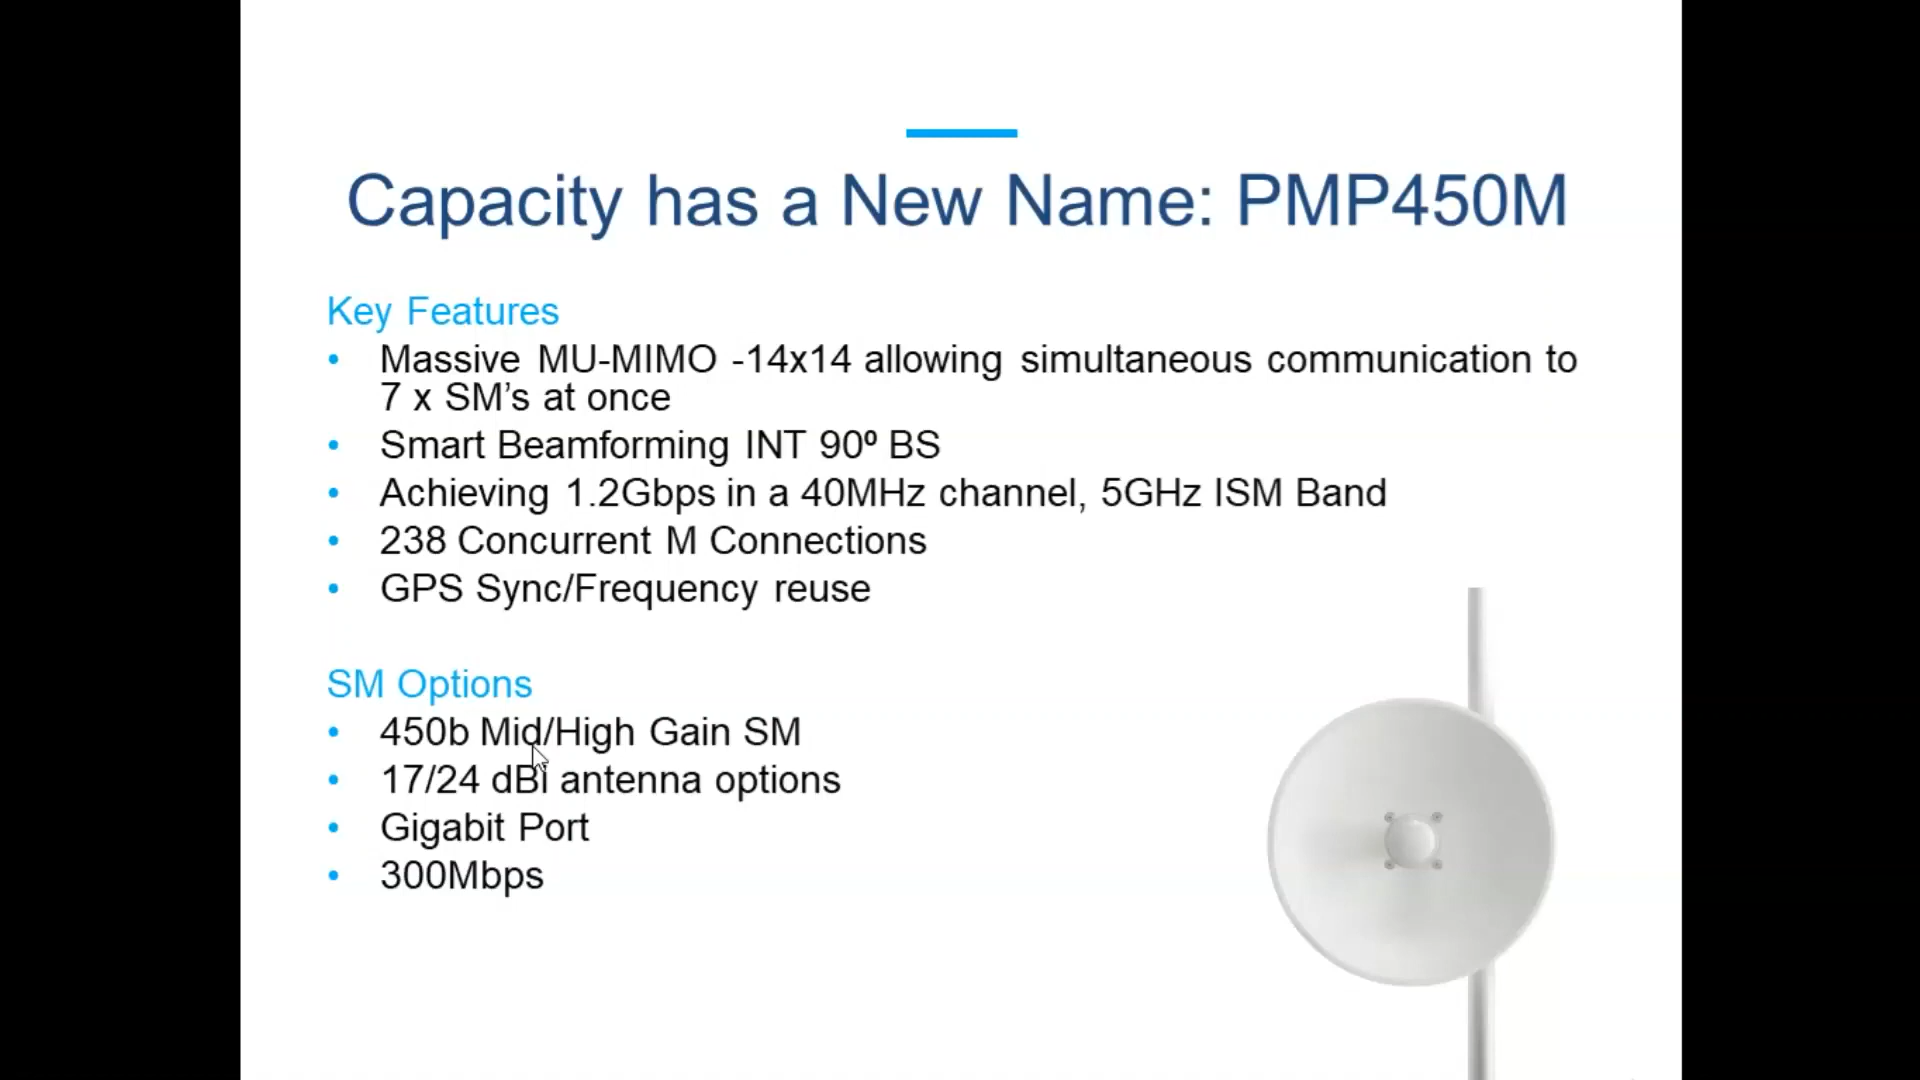 Capacity has a New Name: PMP450M
Key Features
• Massive MU-MIMO -14x14 allowing simultaneous communication to
7 x SM’s at once
• Smart Beamforming INT 90º BS
• Achieving 1.2Gbps in a 40MHz channel, 5GHz ISM Band
• 238 Concurrent M Connections
• GPS Sync/Frequency reuse
SM Options
• 450b Mid/High Gain SM
• 17/24 dBi antenna options
• Gigabit Port
• 300Mbps